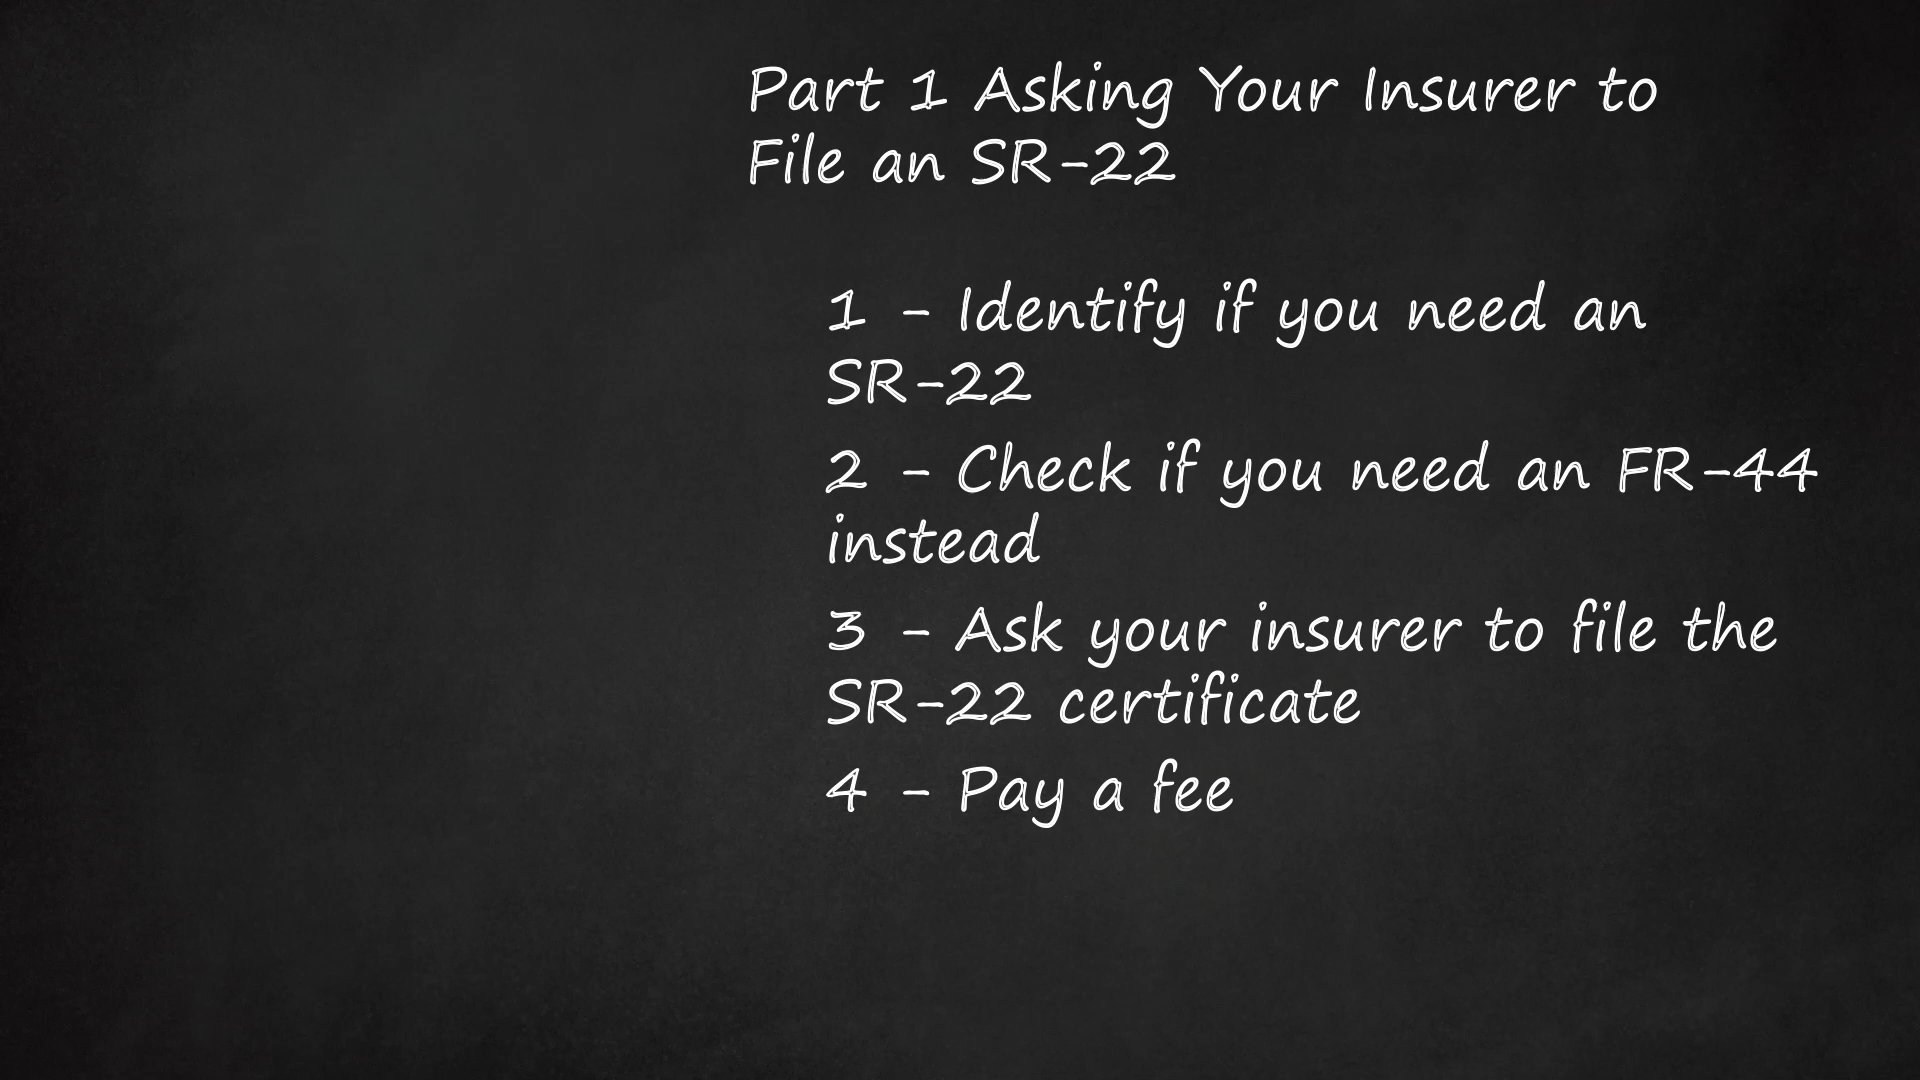 Part 1 Asking Your Insurer to
File an SR-22
1 - Identify if you need an
SR-22
2 - Check if you need an FR-44
instead
3 - Ask your insurer to file the
SR-22 certificate
4 - Pay a fee